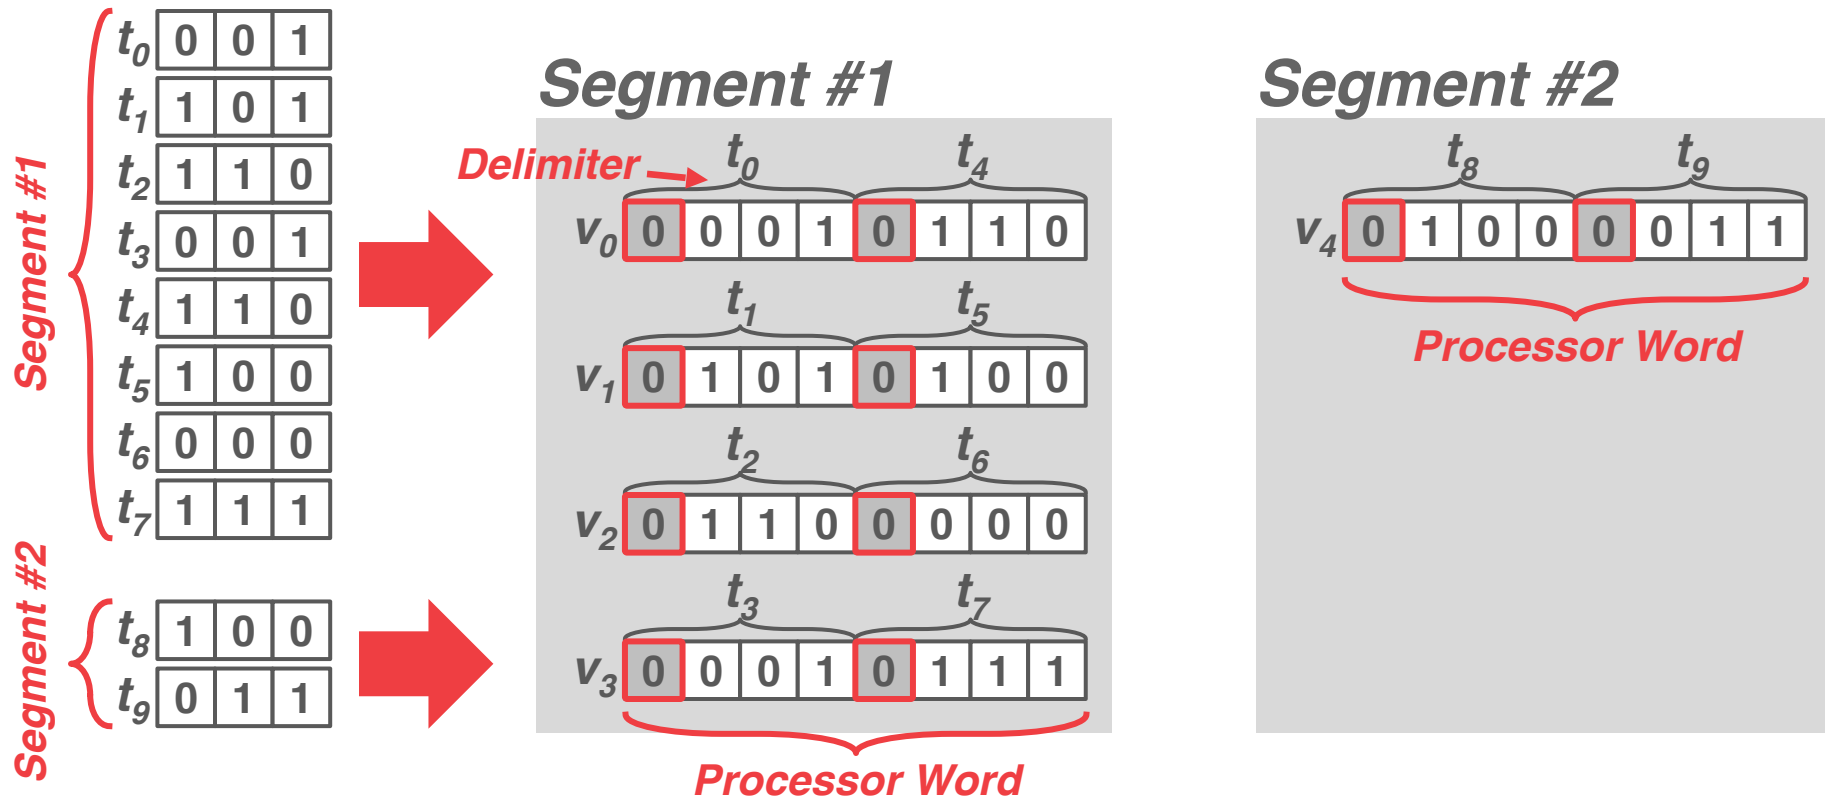 Segment #1
t0 0 0 1
t1 1 0 1
t2 1 1 0
t3 0 0 1
t4 1 1 0
t5 1 0 0
t6 0 0 0
t7 1 1 1
Segment #2
t8 1 0 0
t9 0 1 1
Segment #1
Delimiter
t0 t4
v0 0 0 0 1 0 1 1 0
t1 t5
v1 0 1 0 1 0 1 0 0
t2 t6
v2 0 1 1 0 0 0 0 0
t3 t7
v3 0 0 0 1 0 1 1 1
Processor Word
Segment #2
t8 t9
v4 0 1 0 0 0 0 1 1
Processor Word